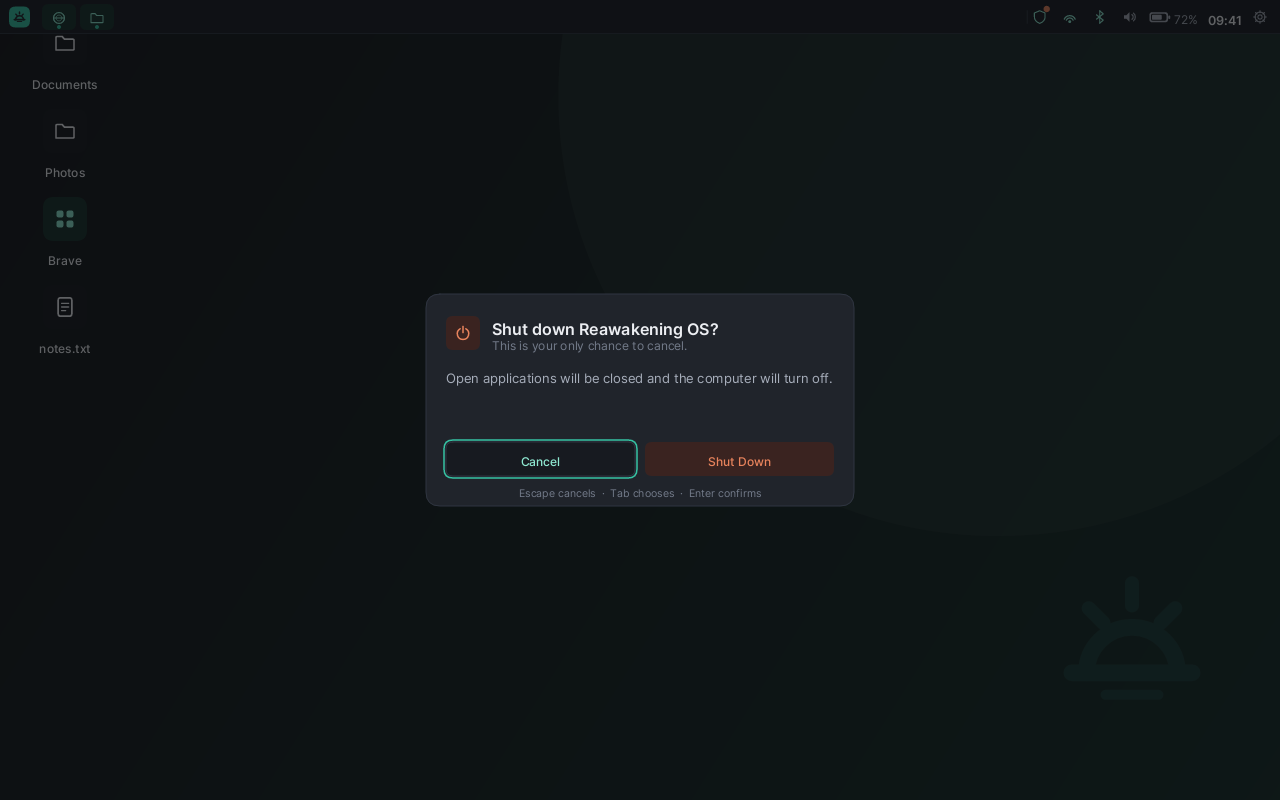 72%
09:41
Documents
Photos
Brave
notes.txt
Shut down Reawakening OS?
This is your only chance to cancel.
Open applications will be closed and the computer will turn off.
Cancel
Shut Down
Escape cancels · Tab chooses · Enter confirms